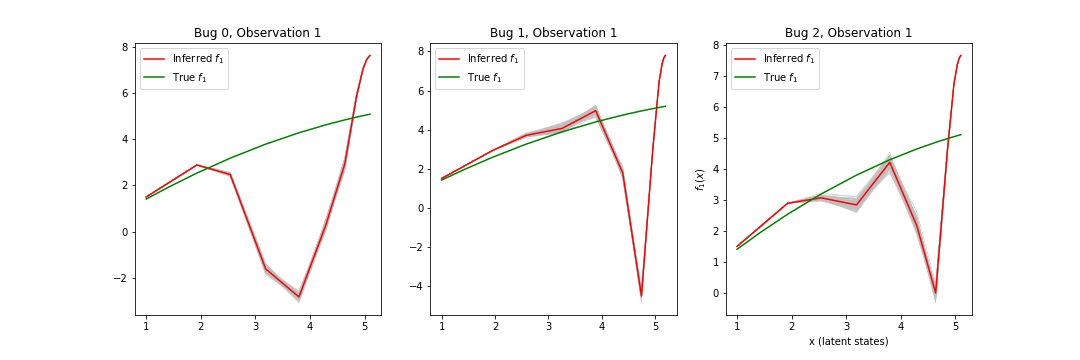 Bug 0, Observation 1
Inferred f₁
True f₁
8
6
4
2
0
−2
1 2 3 4 5
Bug 1, Observation 1
Inferred f₁
True f₁
8
6
4
2
0
−2
−4
1 2 3 4 5
Bug 2, Observation 1
Inferred f₁
True f₁
f₁(x)
8
7
6
5
4
3
2
1
0
1 2 3 4 5
x (latent states)